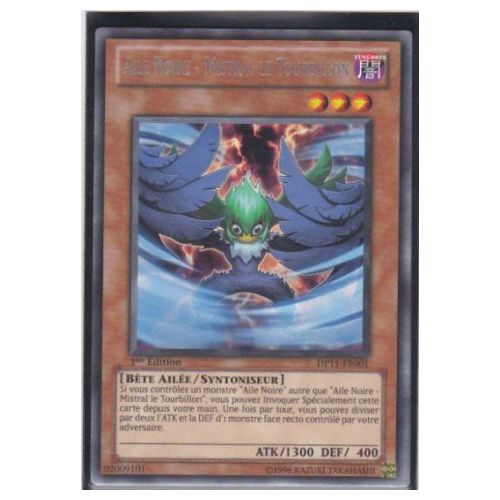 AILE NOIRE - MISTRAL LE TOURBILLON
TÉNÈBRES
闇
1ère Edition
DP11-FR001
[BÊTE AILÉE/SYNTONISEUR]
Si vous contrôlez un monstre "Aile Noire" autre que "Aile Noire -
Mistral le Tourbillon", vous pouvez Invoquer Spécialement cette
carte depuis votre main. Une fois par tour, vous pouvez diviser
par deux l'ATK et la DEF d'1 monstre face recto contrôlé par votre
adversaire.
ATK/1300 DEF/ 400
02009101
©1996 KAZUKI TAKAHASHI